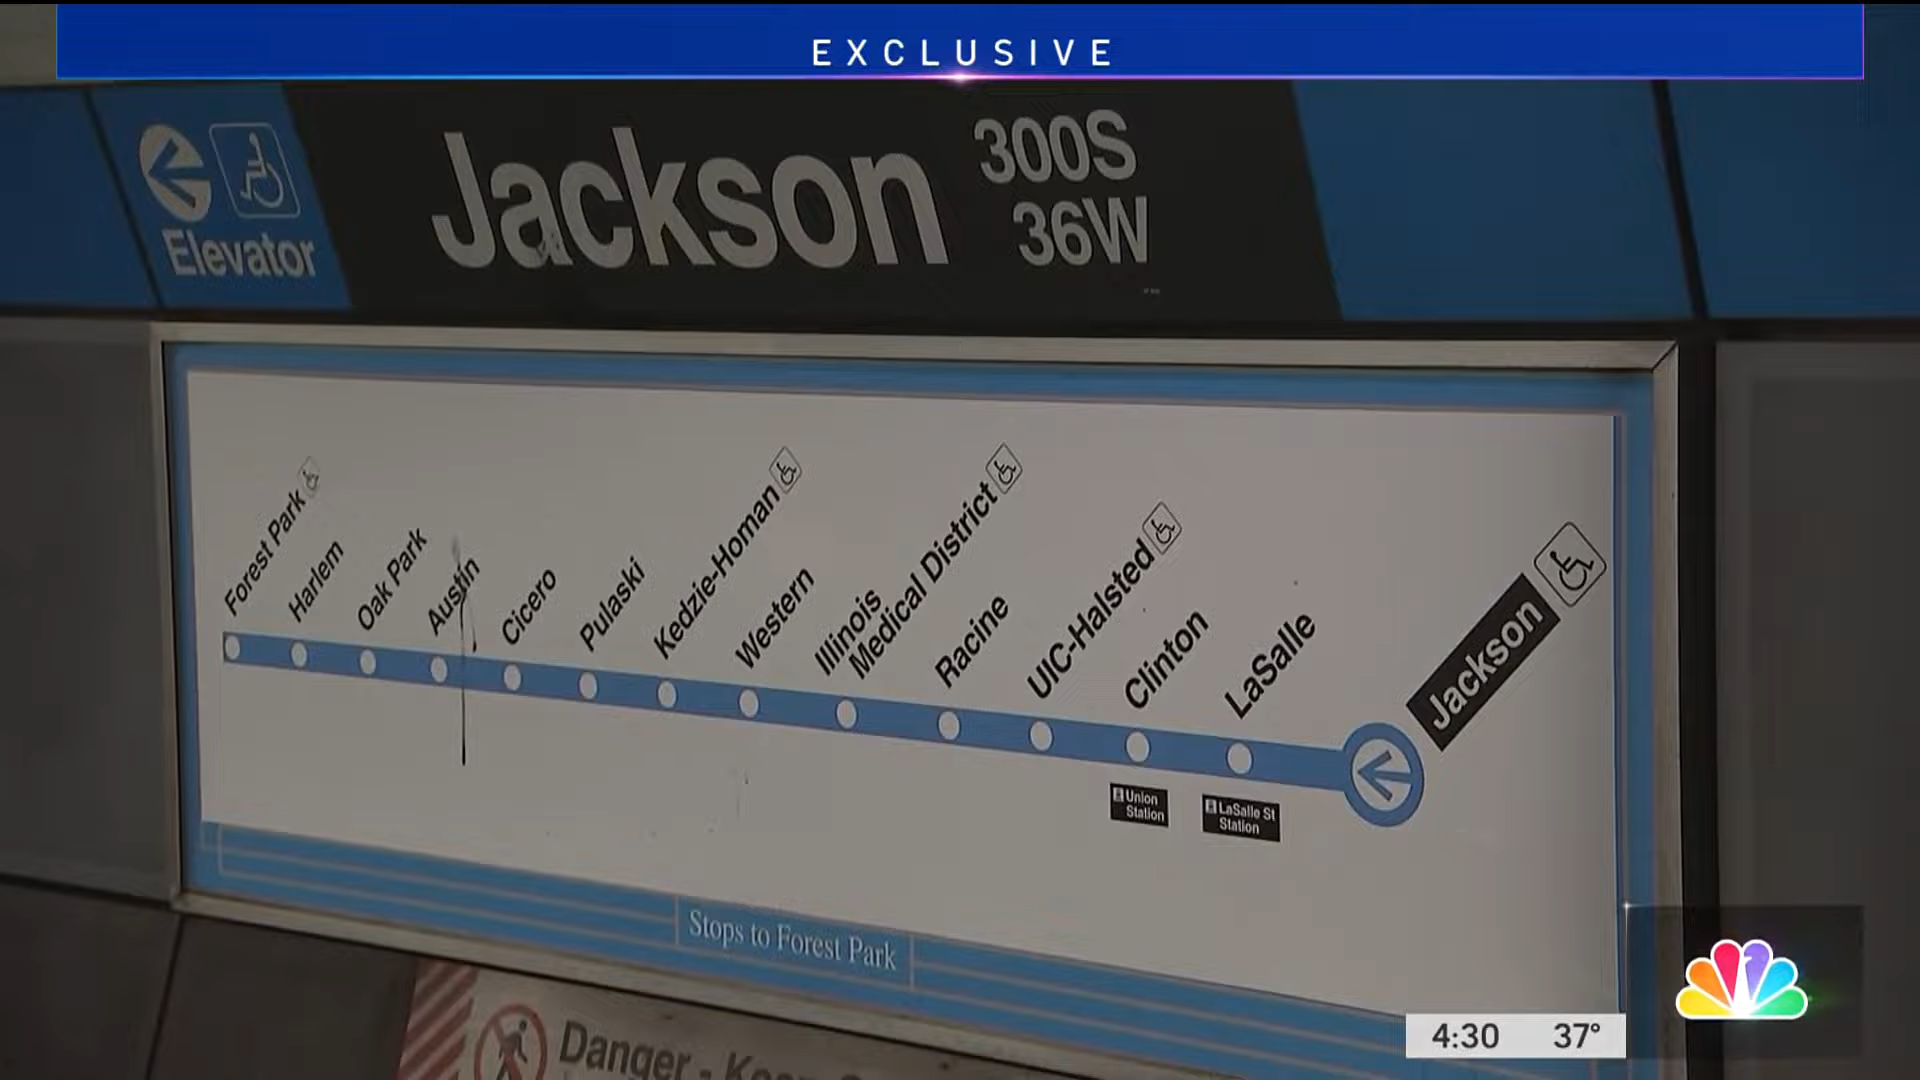 EXCLUSIVE
Elevator
Jackson
300S
36W
Forest Park
Harlem
Oak Park
Austin
Cicero
Pulaski
Kedzie-Homan
Western
Illinois
Medical District
Racine
UIC-Halsted
Clinton
LaSalle
Jackson
Union
Station
LaSalle St
Station
Stops to Forest Park
Danger -
4:30 37°